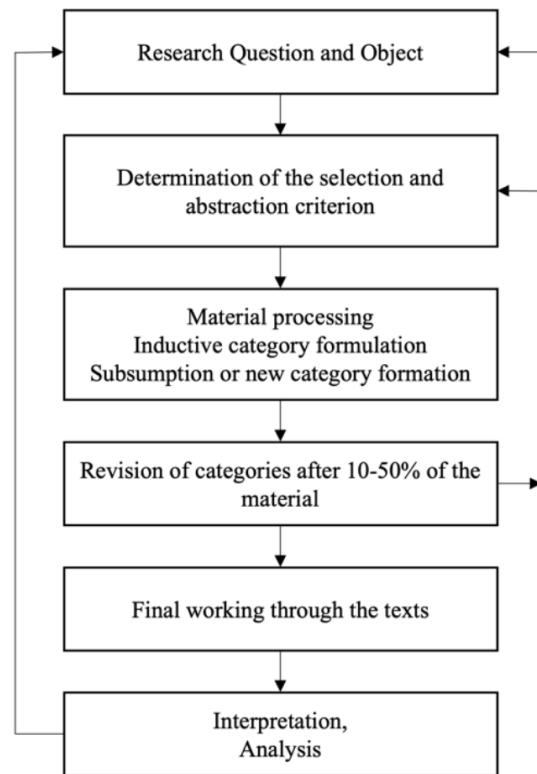 Research Question and Object
Determination of the selection and
abstraction criterion
Material processing
Inductive category formulation
Subsumption or new category formation
Revision of categories after 10-50% of the
material
Final working through the texts
Interpretation,
Analysis